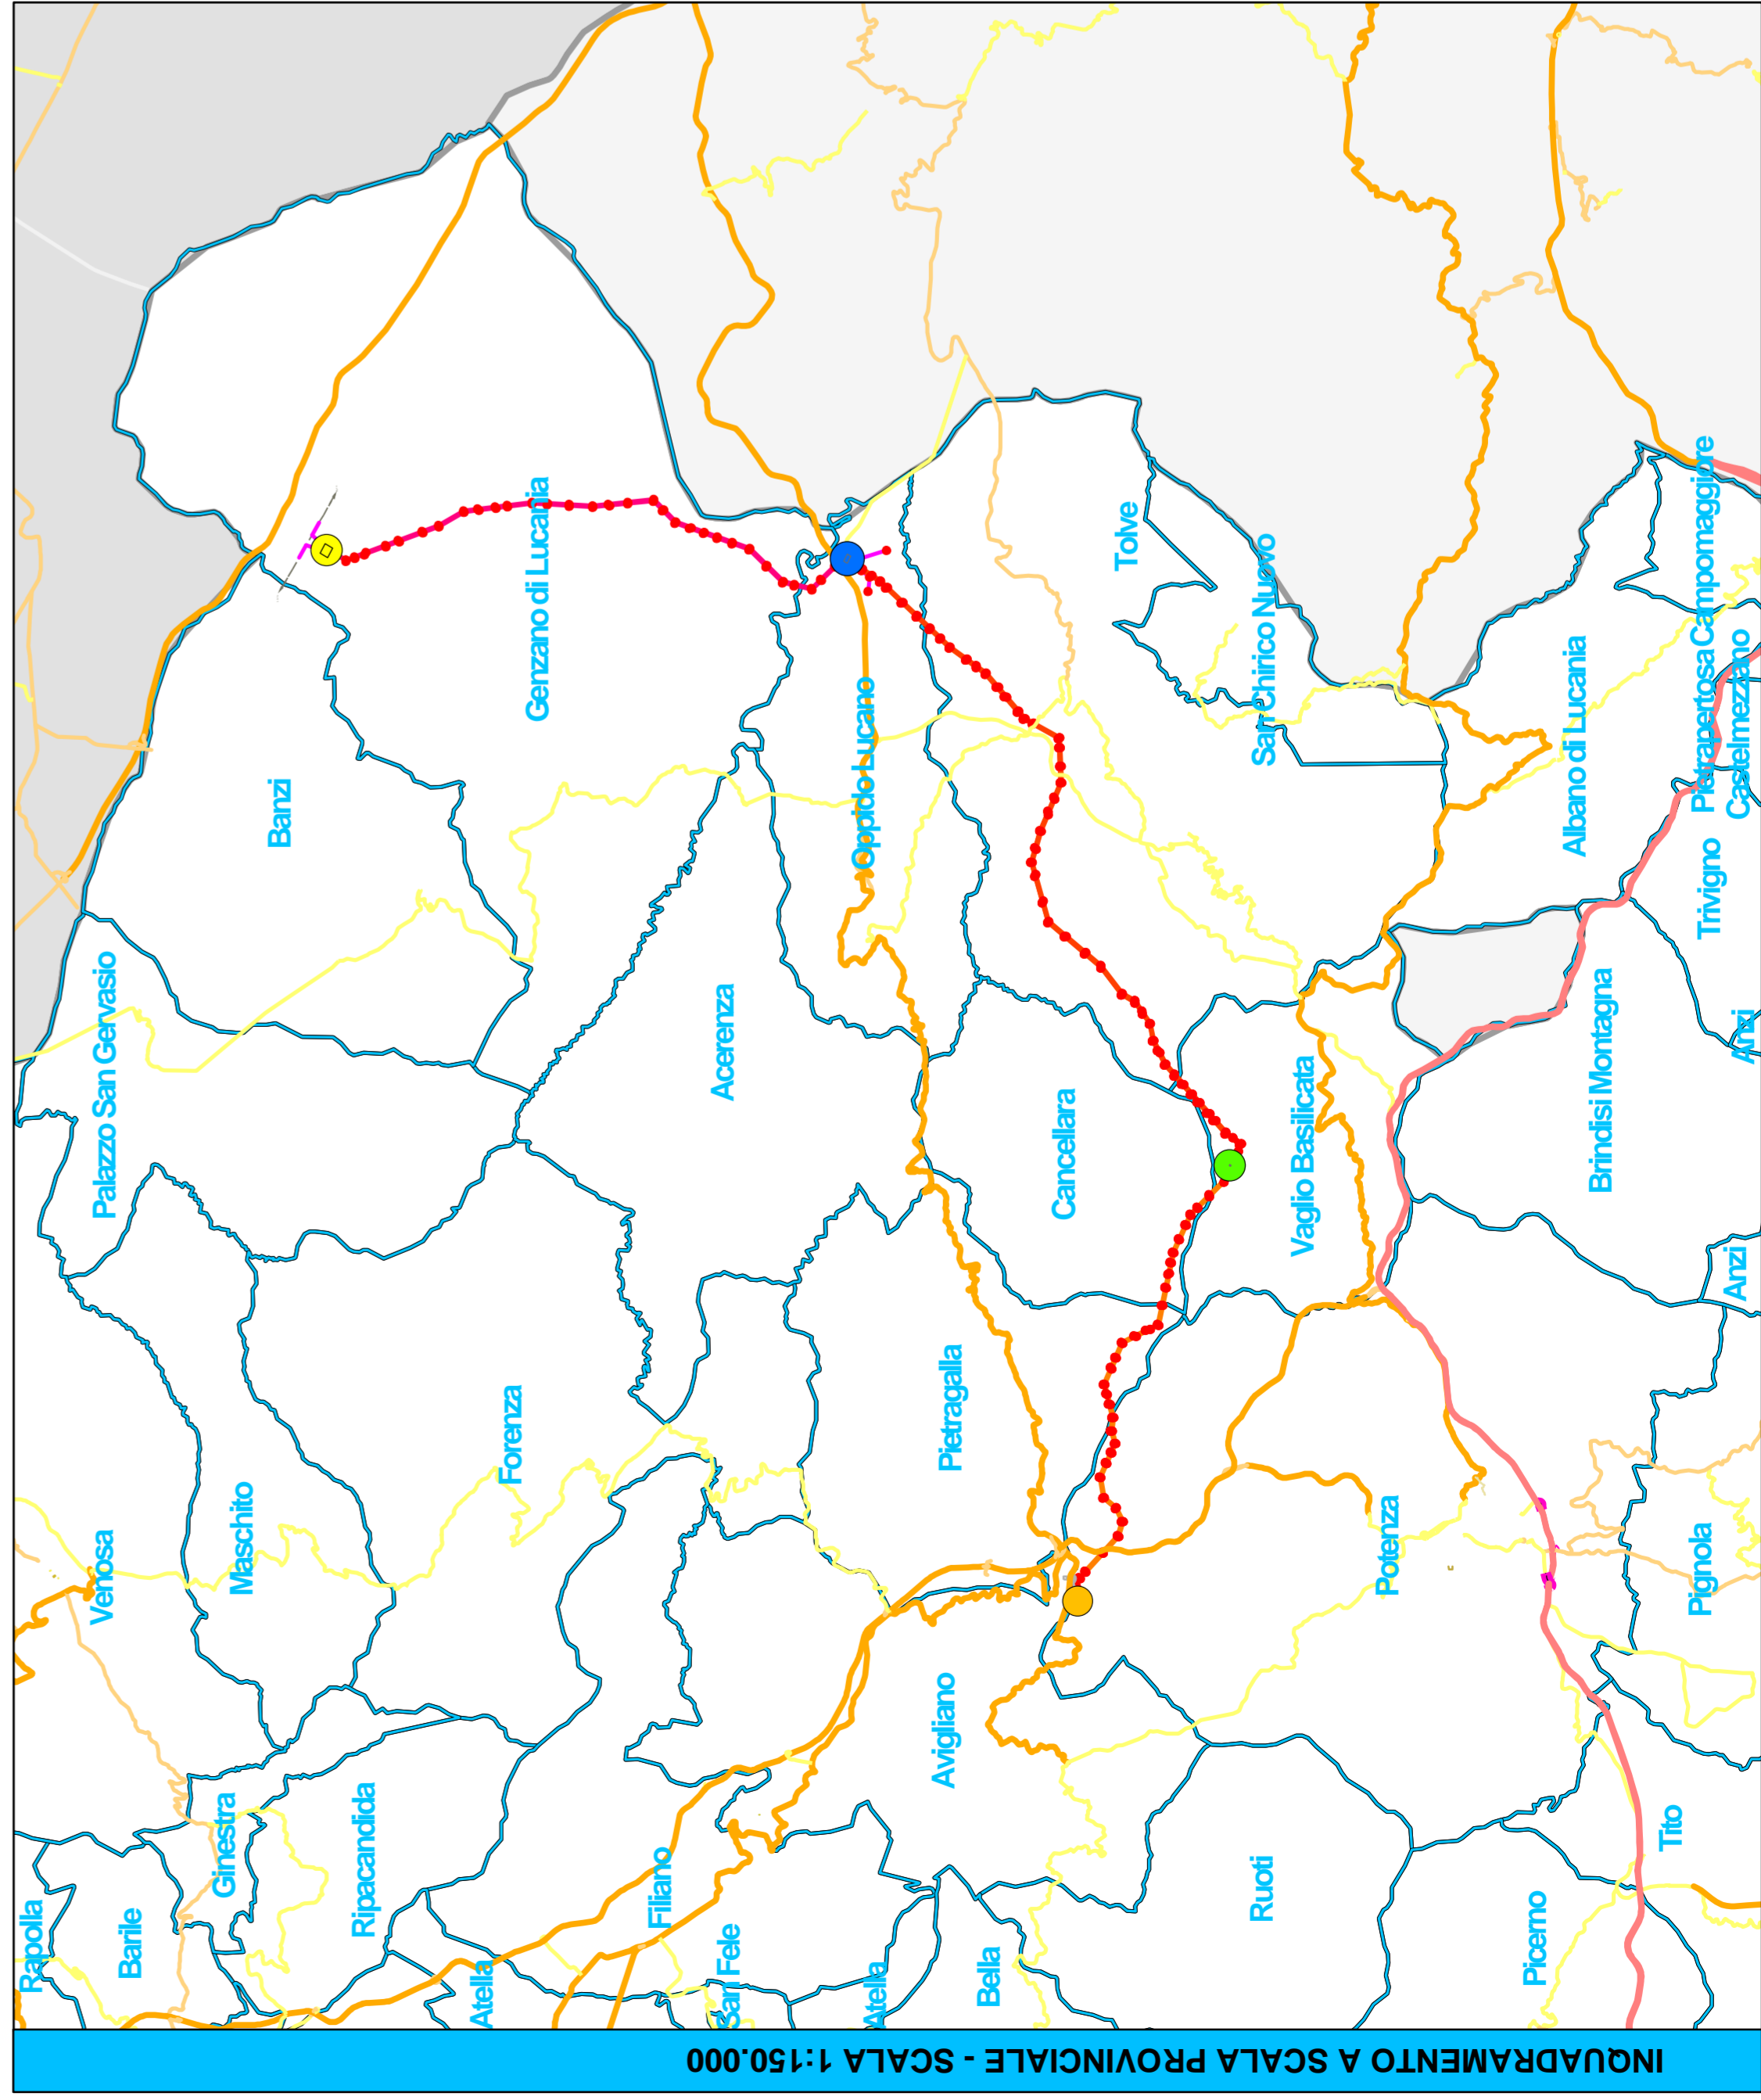 INQUADRAMENTO A SCALA PROVINCIALE - SCALA 1:150.000
Rapolla
Barile
Ginestra
Ripacandida
Atella
Filiano
San Fele
Atella
Bella
Ruoti
Picerno
Tito
Venosa
Maschito
Forenza
Avigliano
Pietragalla
Potenza
Pignola
Palazzo San Gervasio
Acerenza
Cancellara
Vaglio Basilicata
Brindisi Montagna
Anzi
Anzi
Banzi
Genzano di Lucania
Oppido Lucano
Tolve
San Chirico Nuovo
Albano di Lucania
Trivigno
Pietrapertosa
Campomaggiore
Castelmezzano